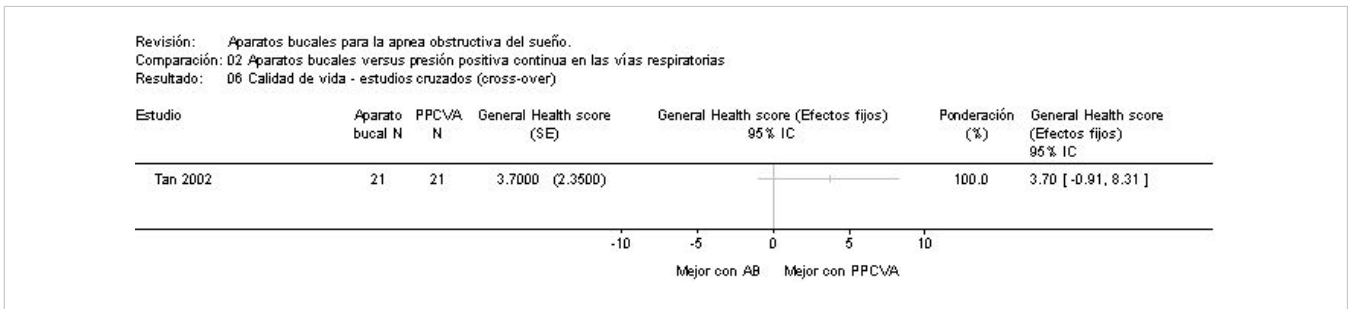 Revisión: Aparatos bucales para la apnea obstructiva del sueño.
Comparación: 02 Aparatos bucales versus presión positiva continua en las vías respiratorias
Resultado: 06 Calidad de vida - estudios cruzados (cross-over)
Estudio Aparato PPCVA General Health score General Health score (Efectos fijos) Ponderación General Health score
bucal N N (SE) 95% IC (%) (Efectos fijos)
95% IC
Tan 2002 21 21 3.7000 (2.3500) 100.0 3.70 [ -0.91, 8.31 ]
-10 -5 0 5 10
Mejor con AB Mejor con PPCVA